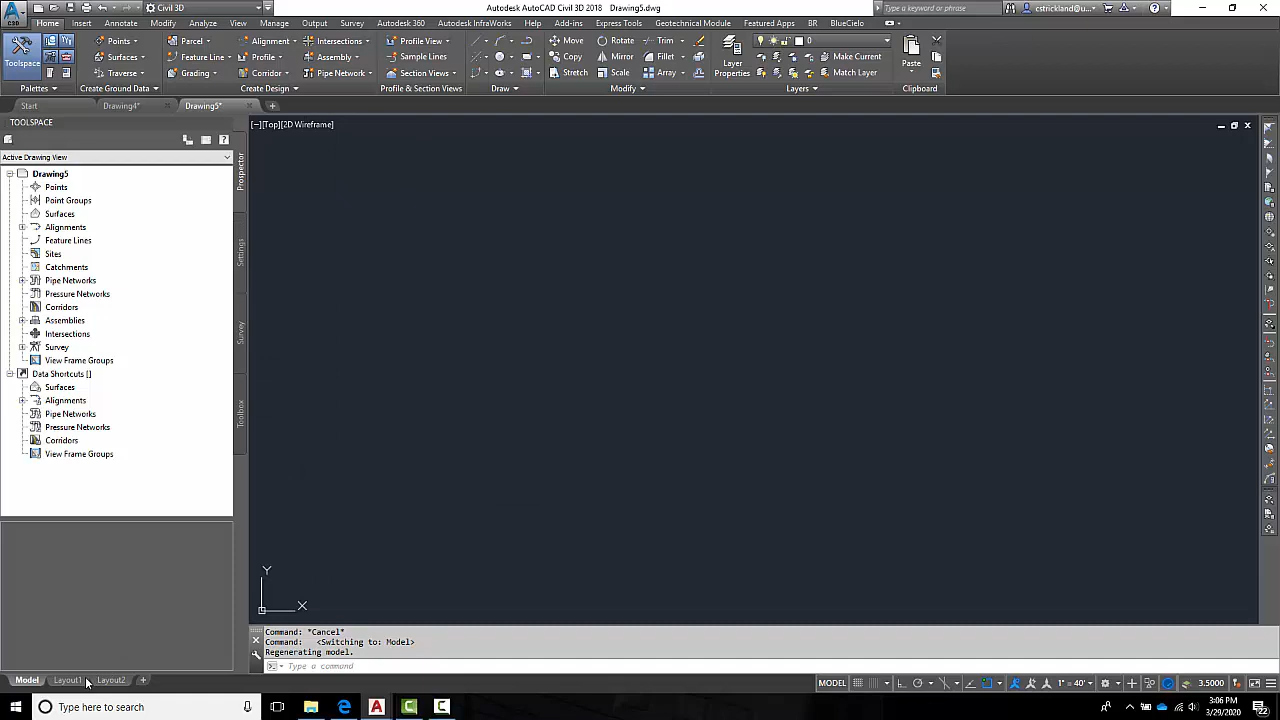 Civil 3D
Autodesk AutoCAD Civil 3D 2018 Drawing5.dwg
Type a keyword or phrase
cstrickland@u...
C3D
Home Insert Annotate Modify Analyze View Manage Output Survey Autodesk 360 Autodesk InfraWorks Help Add-ins Express Tools Geotechnical Module Featured Apps BR BlueCielo
Points Parcel Alignment Intersections Profile View Move Rotate Trim 0
Toolspace Surfaces Feature Line Profile Assembly Sample Lines Copy Mirror Fillet Layer Properties Make Current Paste
Traverse Grading Corridor Pipe Network Section Views Stretch Scale Array Match Layer
Palettes Create Ground Data Create Design Profile & Section Views Draw Modify Layers Clipboard
Start Drawing4* Drawing5*
TOOLSPACE
[−][Top][2D Wireframe]
Active Drawing View
Drawing5
Points
Point Groups
Surfaces
Alignments
Feature Lines
Sites
Catchments
Pipe Networks
Pressure Networks
Corridors
Assemblies
Intersections
Survey
View Frame Groups
Data Shortcuts []
Surfaces
Alignments
Pipe Networks
Pressure Networks
Corridors
View Frame Groups
Prospector
Settings
Survey
Toolbox
Y
X
Command: *Cancel*
Command: <Switching to: Model>
Regenerating model.
Type a command
Model Layout1 Layout2 +
MODEL 1" = 40' 3.5000
Type here to search
3:06 PM
3/29/2020
22